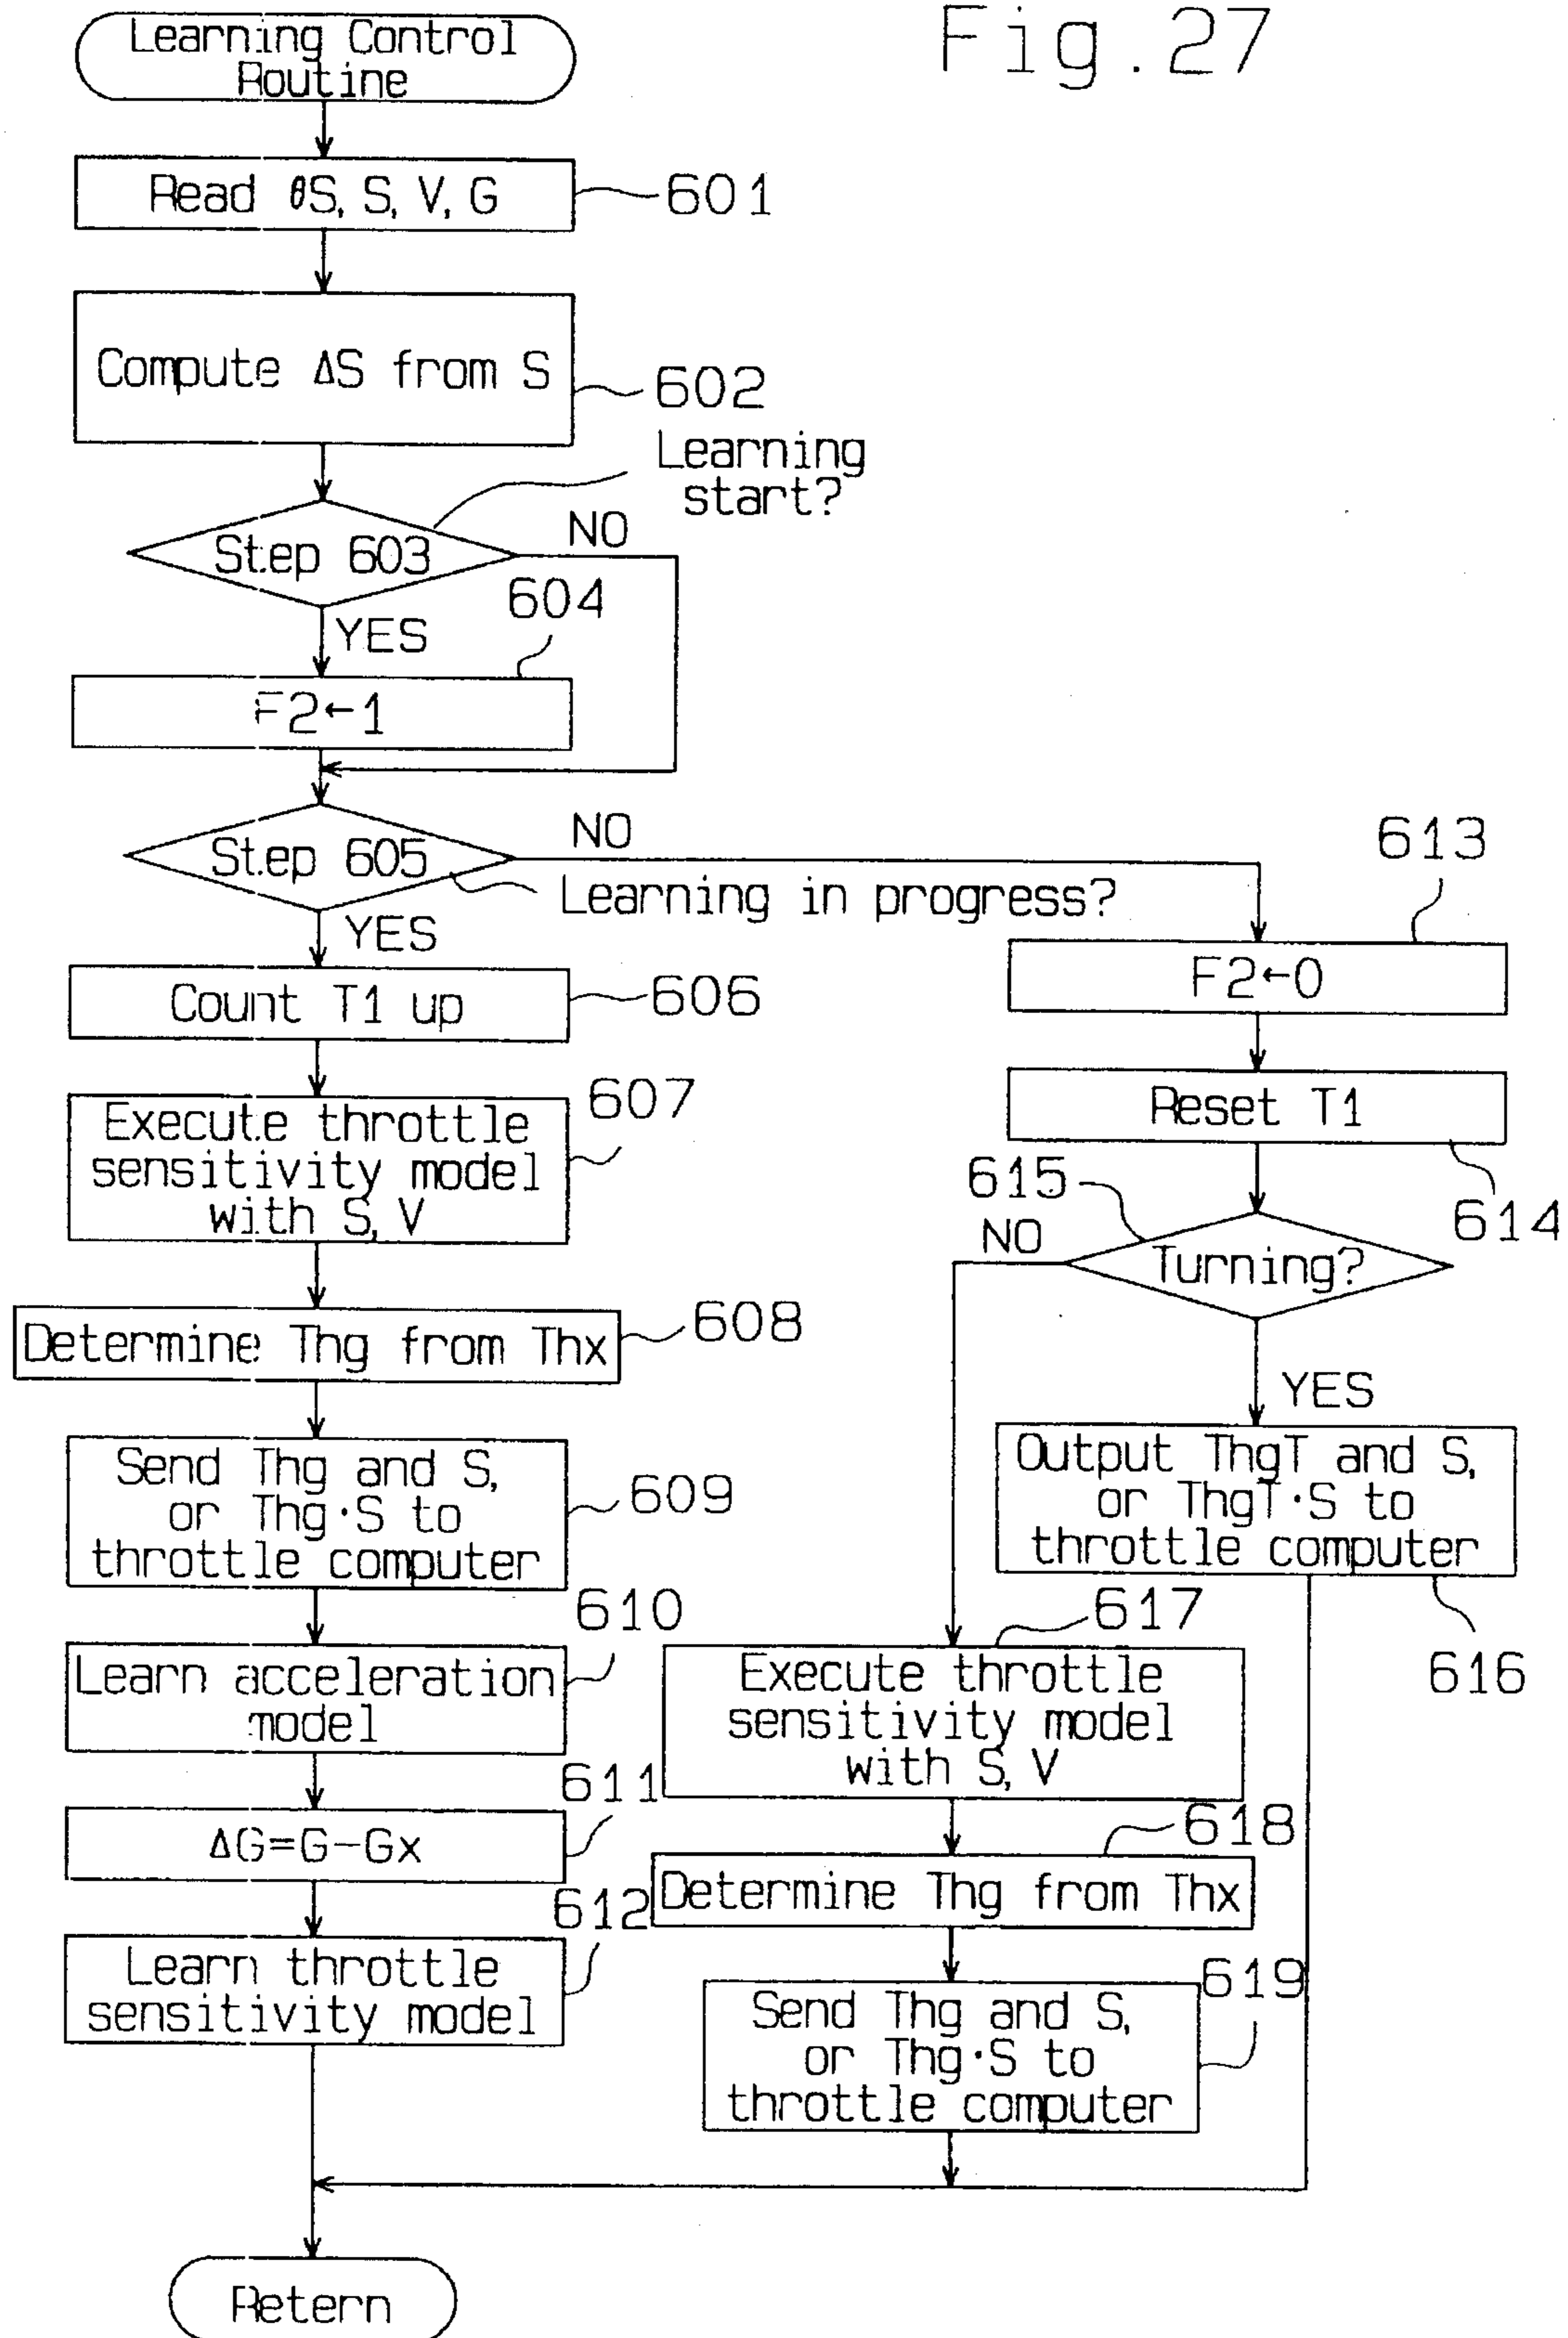 Fig.27
Learning Control
Routine
Read θS, S, V, G
601
Compute ΔS from S
602
Learning
start?
Step 603
NO
YES
604
F2←1
Step 605
NO
Learning in progress?
YES
Count T1 up
606
Execute throttle
sensitivity model
with S, V
607
Determine Thg from Thx
608
Send Thg and S,
or Thg·S to
throttle computer
609
Learn acceleration
model
610
ΔG=G-Gx
611
Learn throttle
sensitivity model
612
613
F2←0
Reset T1
614
615
Turning?
NO
YES
Output ThgT and S,
or ThgT·S to
throttle computer
616
617
Execute throttle
sensitivity model
with S, V
618
Determine Thg from Thx
619
Send Thg and S,
or Thg·S to
throttle computer
Retern